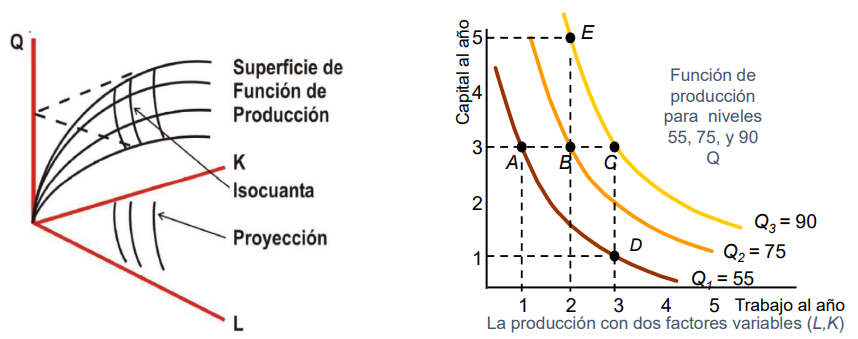 Q
Superficie de
Función de
Producción
K
Isocuanta
Proyección
L
Capital al año
5
4
3
2
1
E
A
B
C
D
Función de
producción
para niveles
55, 75, y 90
Q
Q3 = 90
Q2 = 75
Q1 = 55
1 2 3 4 5 Trabajo al año
La producción con dos factores variables (L,K)